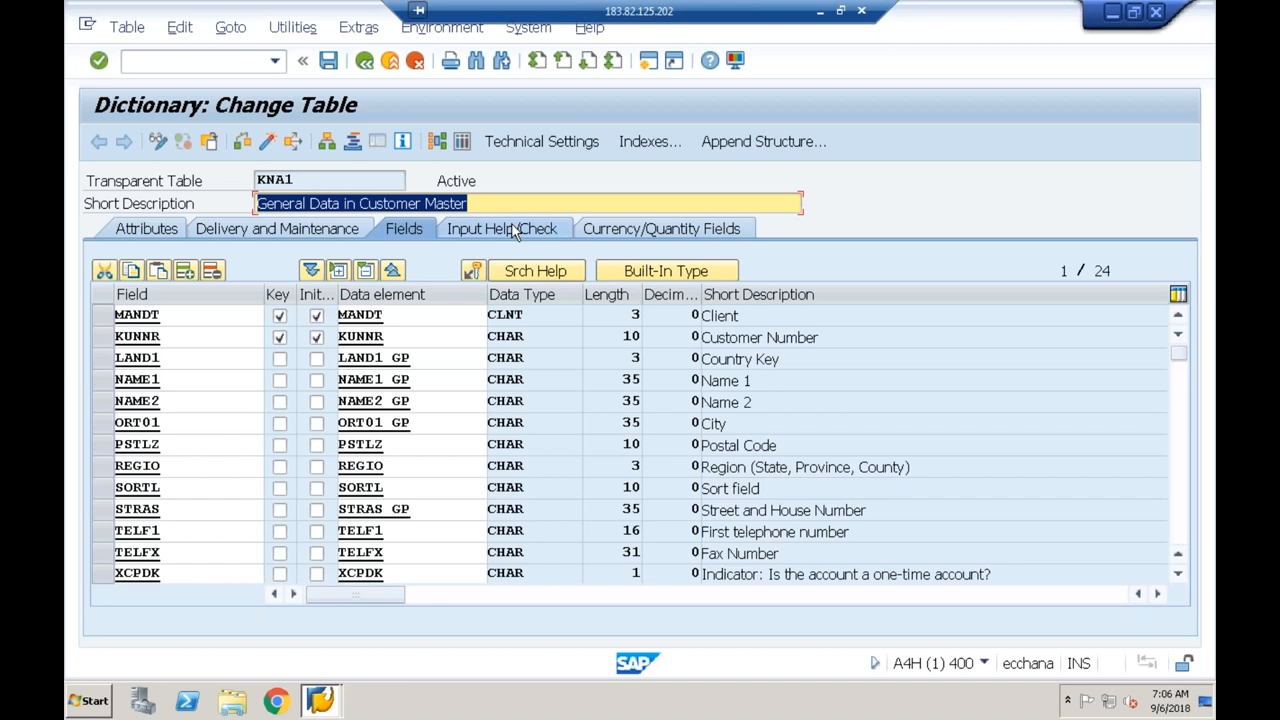 183.82.125.202
Table Edit Goto Utilities Extras Environment System Help
Dictionary: Change Table
Technical Settings Indexes... Append Structure...
Transparent Table KNA1 Active
Short Description General Data in Customer Master
Attributes Delivery and Maintenance Fields Input Help/Check Currency/Quantity Fields
Srch Help Built-In Type 1 / 24
Field Key Init... Data element Data Type Length Decim... Short Description
MANDT MANDT CLNT 3 0 Client
KUNNR KUNNR CHAR 10 0 Customer Number
LAND1 LAND1_GP CHAR 3 0 Country Key
NAME1 NAME1_GP CHAR 35 0 Name 1
NAME2 NAME2_GP CHAR 35 0 Name 2
ORT01 ORT01_GP CHAR 35 0 City
PSTLZ PSTLZ CHAR 10 0 Postal Code
REGIO REGIO CHAR 3 0 Region (State, Province, County)
SORTL SORTL CHAR 10 0 Sort field
STRAS STRAS_GP CHAR 35 0 Street and House Number
TELF1 TELF1 CHAR 16 0 First telephone number
TELFX TELFX CHAR 31 0 Fax Number
XCPDK XCPDK CHAR 1 0 Indicator: Is the account a one-time account?
SAP A4H (1) 400 ecchana INS
Start 7:06 AM
9/6/2018